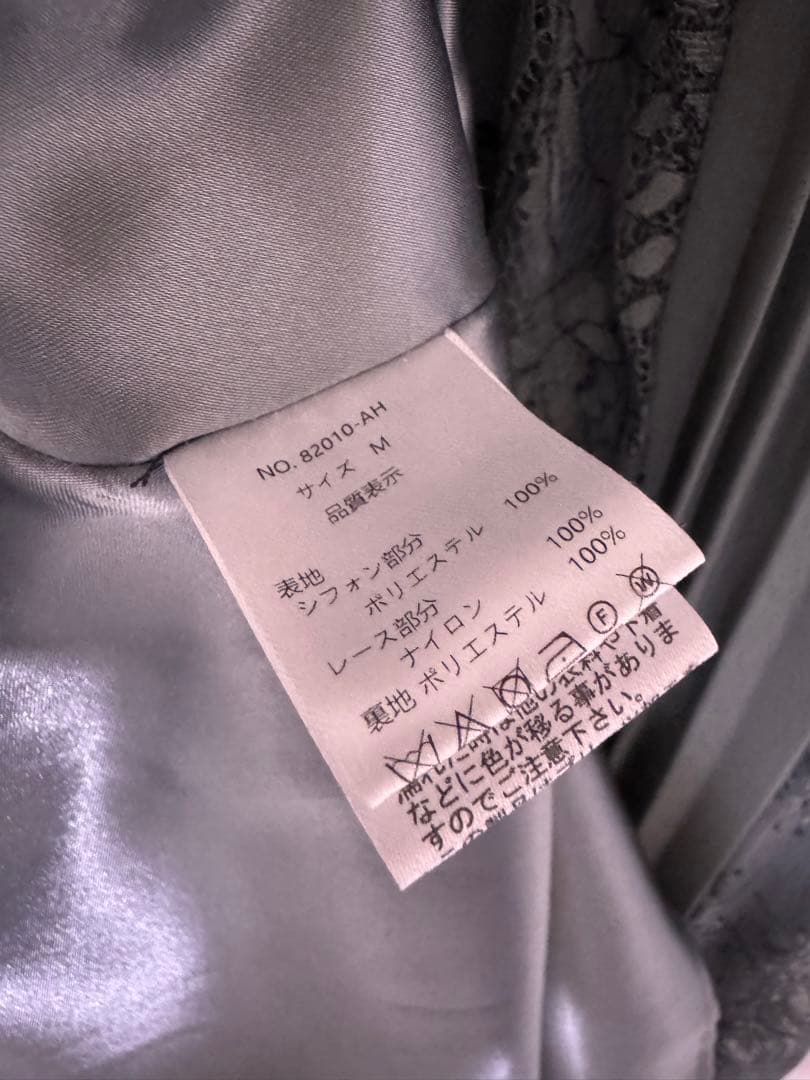 NO. 82010-AH
サイズ M
品質表示
表地
シフォン部分
ポリエステル 100%
レース部分
ナイロン 100%
裏地 ポリエステル 100%
F
W
などに色が移る事がありま
すのでご注意下さい。